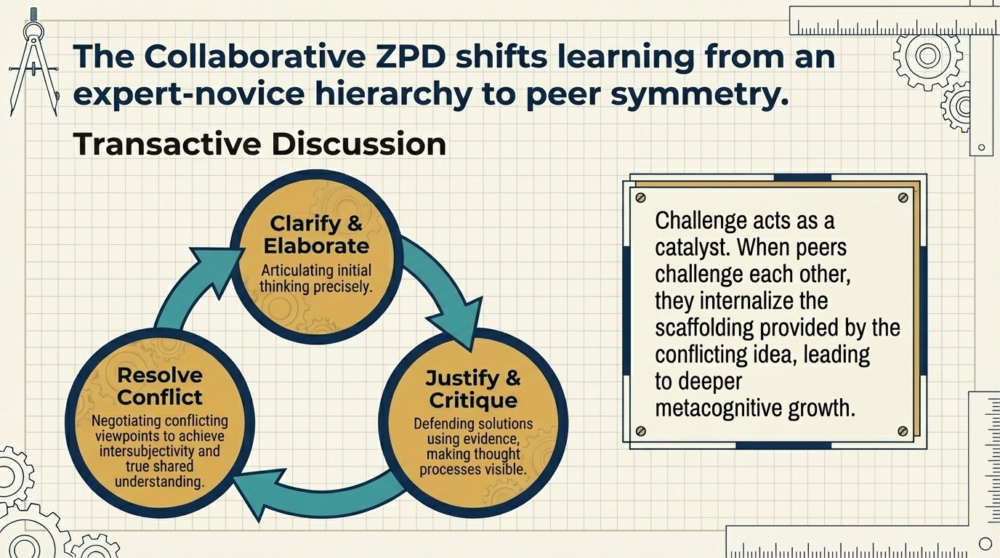 The Collaborative ZPD shifts learning from an
expert-novice hierarchy to peer symmetry.
Transactive Discussion
Clarify &
Elaborate
Articulating initial
thinking precisely.
Justify &
Critique
Defending solutions
using evidence,
making thought
processes visible.
Resolve
Conflict
Negotiating conflicting
viewpoints to achieve
intersubjectivity and
true shared
understanding.
Challenge acts as a
catalyst. When peers
challenge each other,
they internalize the
scaffolding provided by the
conflicting idea, leading
to deeper
metacognitive growth.